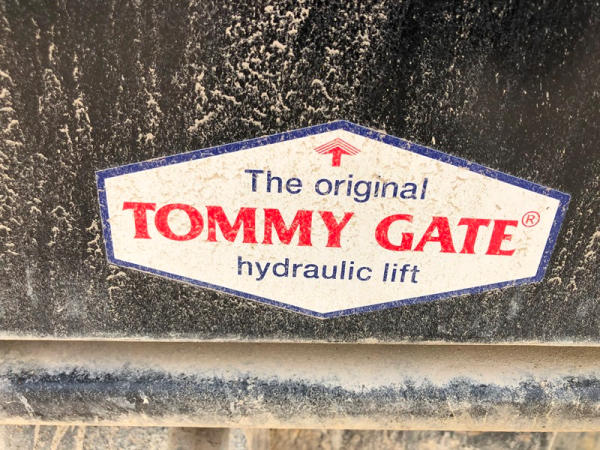 The original
TOMMY GATE®
hydraulic lift